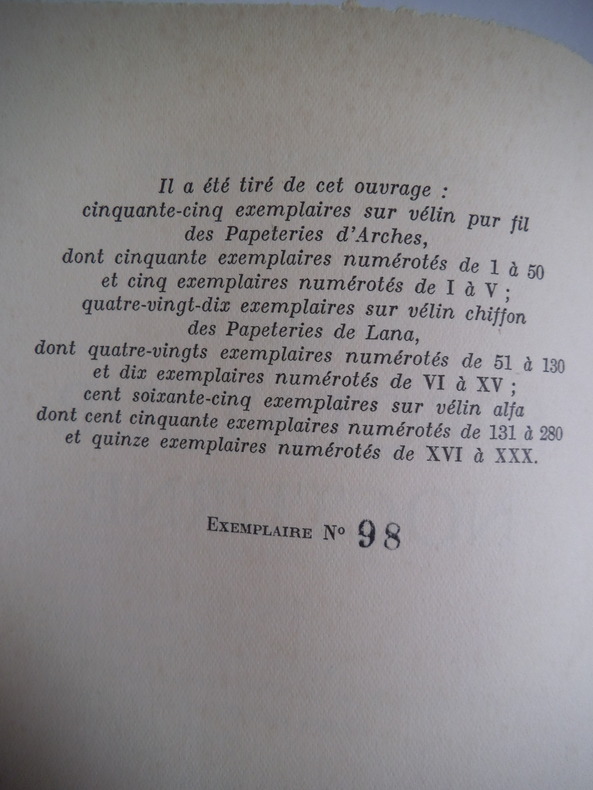 Il a été tiré de cet ouvrage :
cinquante-cinq exemplaires sur vélin pur fil
des Papeteries d'Arches,
dont cinquante exemplaires numérotés de 1 à 50
et cinq exemplaires numérotés de I à V ;
quatre-vingt-dix exemplaires sur vélin chiffon
des Papeteries de Lana,
dont quatre-vingts exemplaires numérotés de 51 à 130
et dix exemplaires numérotés de VI à XV ;
cent soixante-cinq exemplaires sur vélin alfa
dont cent cinquante exemplaires numérotés de 131 à 280
et quinze exemplaires numérotés de XVI à XXX.
EXEMPLAIRE Nº 98